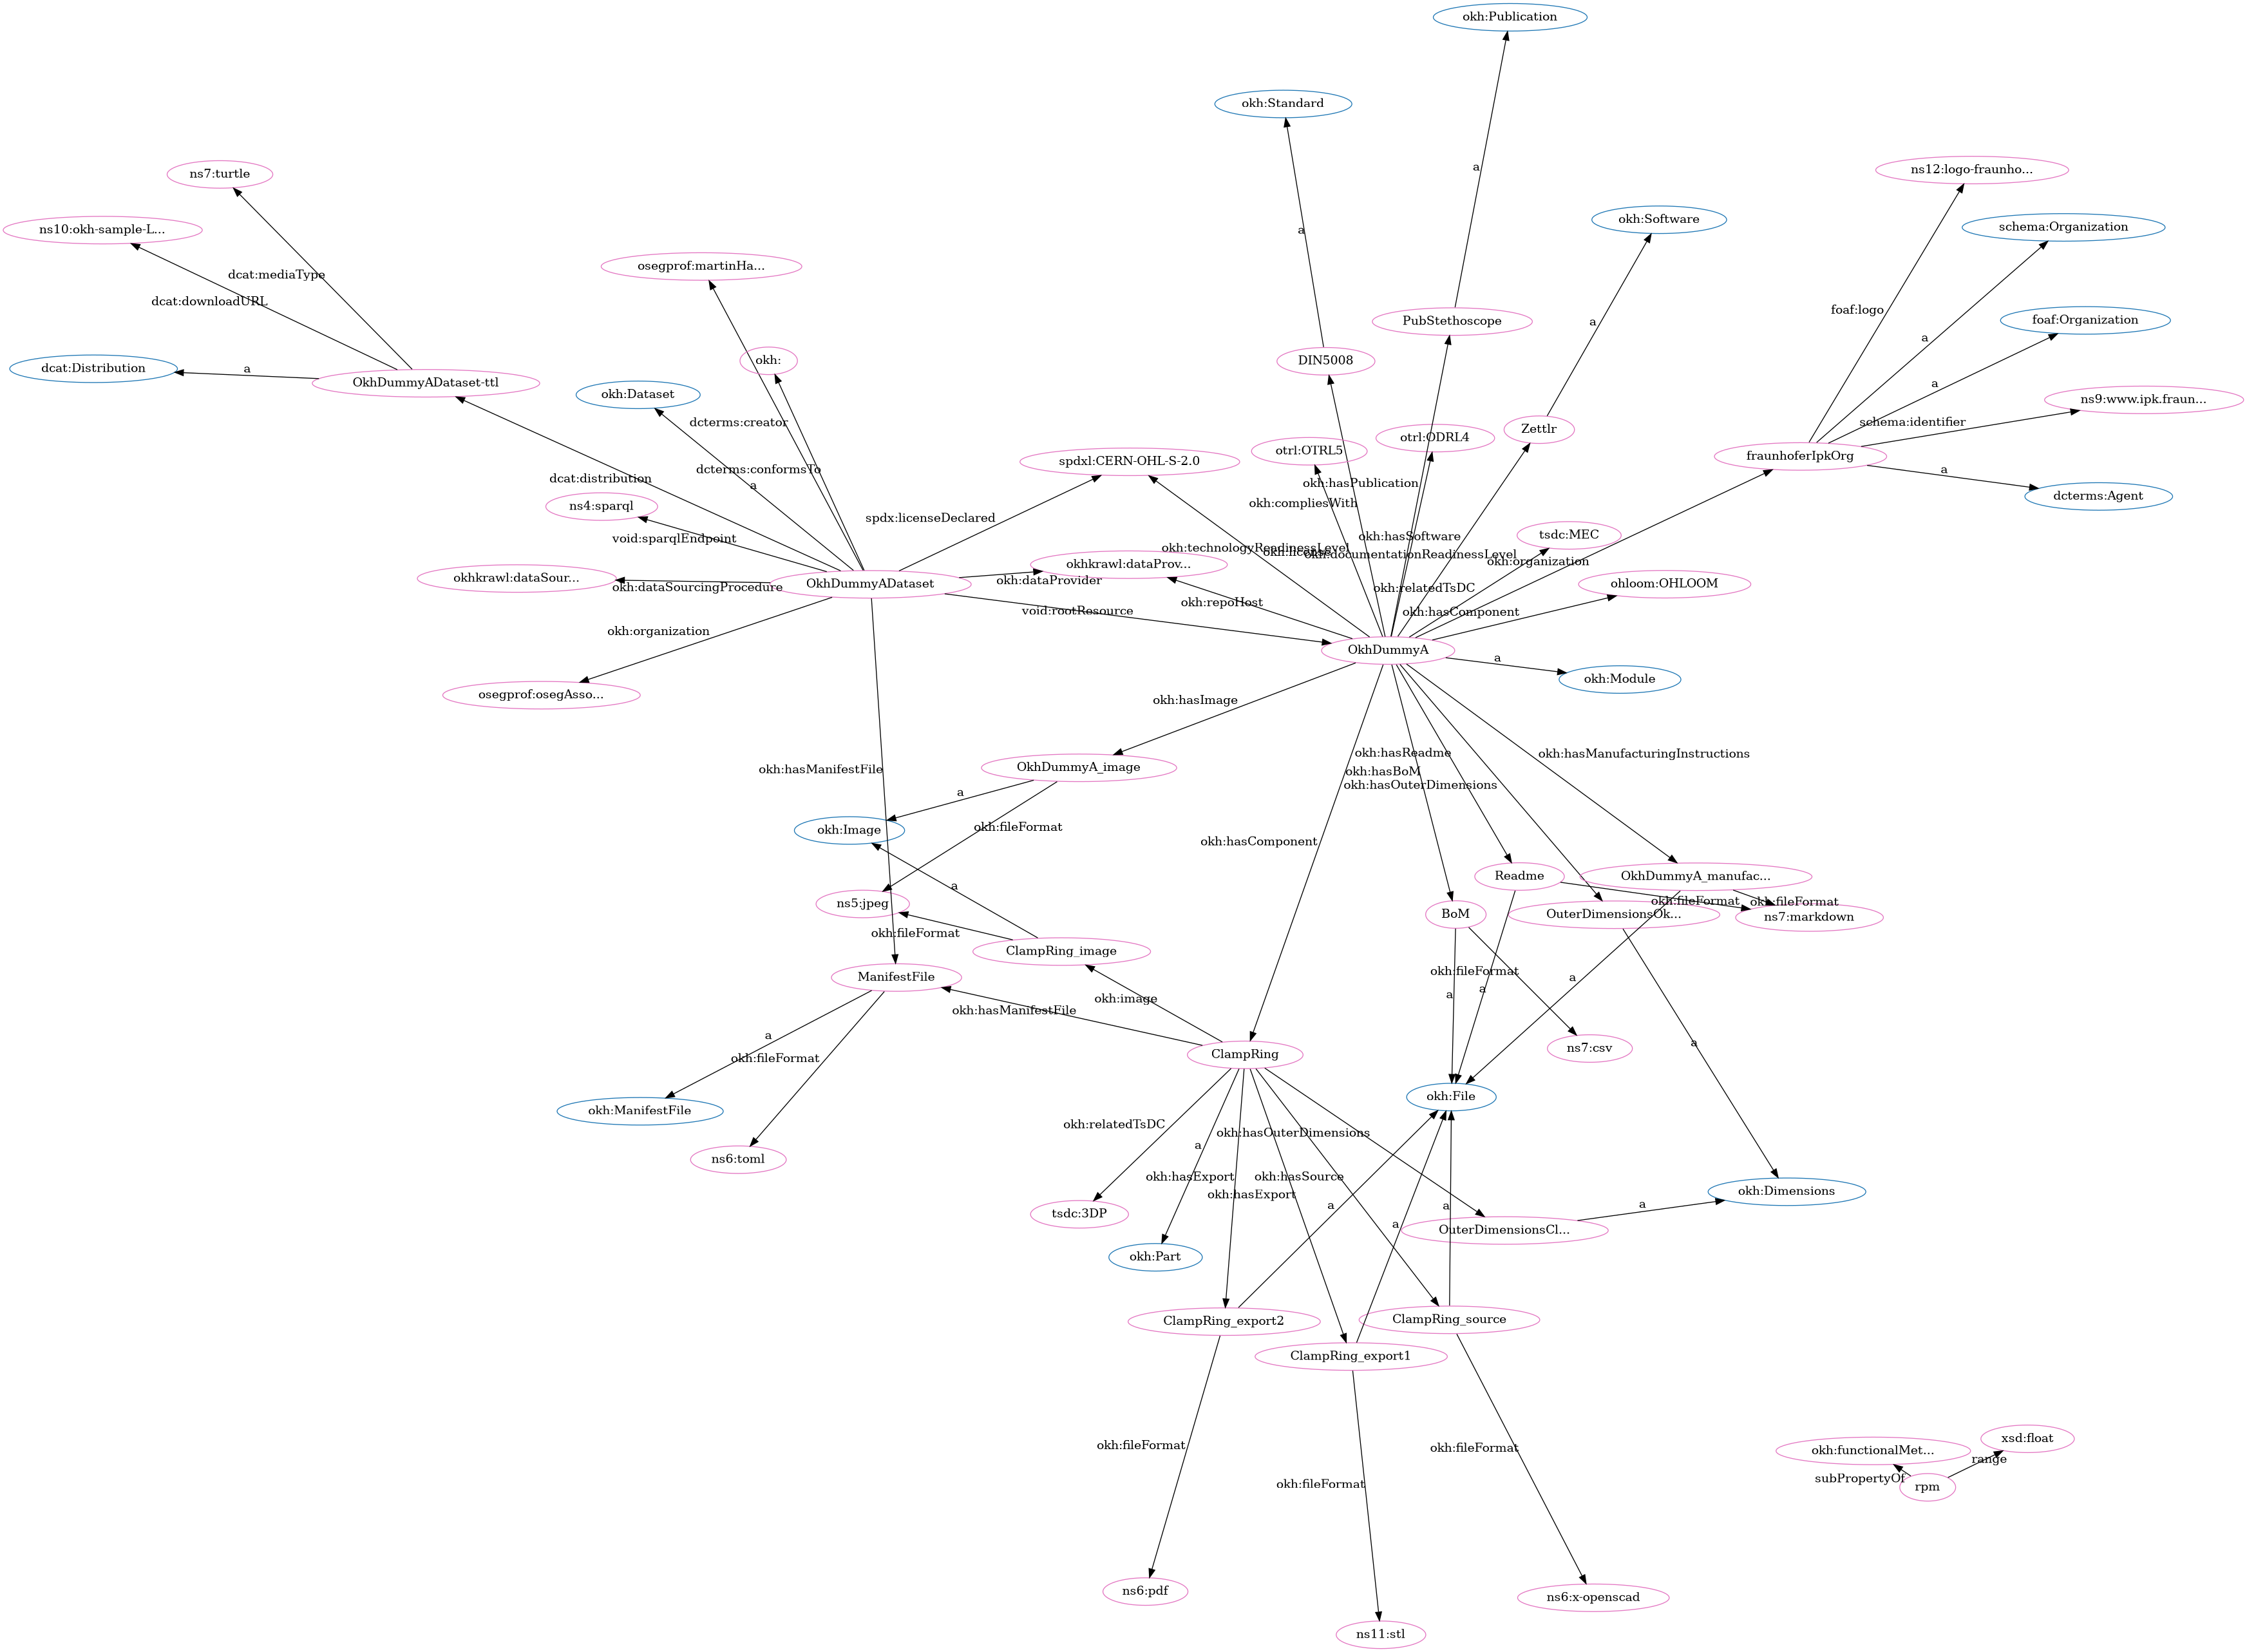 okh:Publication
okh:Standard
a
ns7:turtle
ns12:logo-fraunho...
okh:Software
schema:Organization
ns10:okh-sample-L...
a
osegprof:martinHa...
dcat:mediaType
dcat:downloadURL
foaf:logo
foaf:Organization
PubStethoscope
a
a
DIN5008
okh:
dcat:Distribution
a
OkhDummyADataset-ttl
okh:Dataset
a
ns9:www.ipk.fraun...
dcterms:creator
schema:identifier
Zettlr
otrl:ODRL4
otrl:OTRL5
fraunhoferIpkOrg
spdxl:CERN-OHL-S-2.0
dcterms:conformsTo
a
dcat:distribution
a
okh:hasPublication
dcterms:Agent
ns4:sparql
okh:compliesWith
spdx:licenseDeclared
void:sparqlEndpoint
okh:hasSoftware
tsdc:MEC
okh:technologyReadinessLevel
okh:license
okh:documentationReadinessLevel
okh:organization
okhkrawl:dataProv...
okhkrawl:dataSour...
okh:dataSourcingProcedure
OkhDummyADataset
okh:dataProvider
okh:relatedTsDC
ohloom:OHLOOM
okh:repoHost
void:rootResource
okh:hasComponent
okh:organization
OkhDummyA
a
okh:Module
osegprof:osegAsso...
okh:hasImage
okh:hasReadme
okh:hasManufacturingInstructions
okh:hasManifestFile
OkhDummyA_image
okh:hasBoM
okh:hasOuterDimensions
a
okh:Image
okh:fileFormat
okh:hasComponent
a
Readme
OkhDummyA_manufac...
ns5:jpeg
okh:fileFormat
okh:fileFormat
BoM
OuterDimensionsOk...
ns7:markdown
okh:fileFormat
ClampRing_image
ManifestFile
okh:fileFormat
a
a
a
okh:image
okh:hasManifestFile
a
okh:fileFormat
ClampRing
ns7:csv
a
okh:ManifestFile
okh:File
okh:relatedTsDC
okh:hasOuterDimensions
a
ns6:toml
okh:hasExport
okh:hasSource
okh:hasExport
okh:Dimensions
a
a
a
a
tsdc:3DP
OuterDimensionsCl...
okh:Part
ClampRing_export2
ClampRing_source
ClampRing_export1
okh:fileFormat
okh:fileFormat
okh:fileFormat
okh:functionalMet...
xsd:float
range
subPropertyOf
rpm
ns6:pdf
ns6:x-openscad
ns11:stl